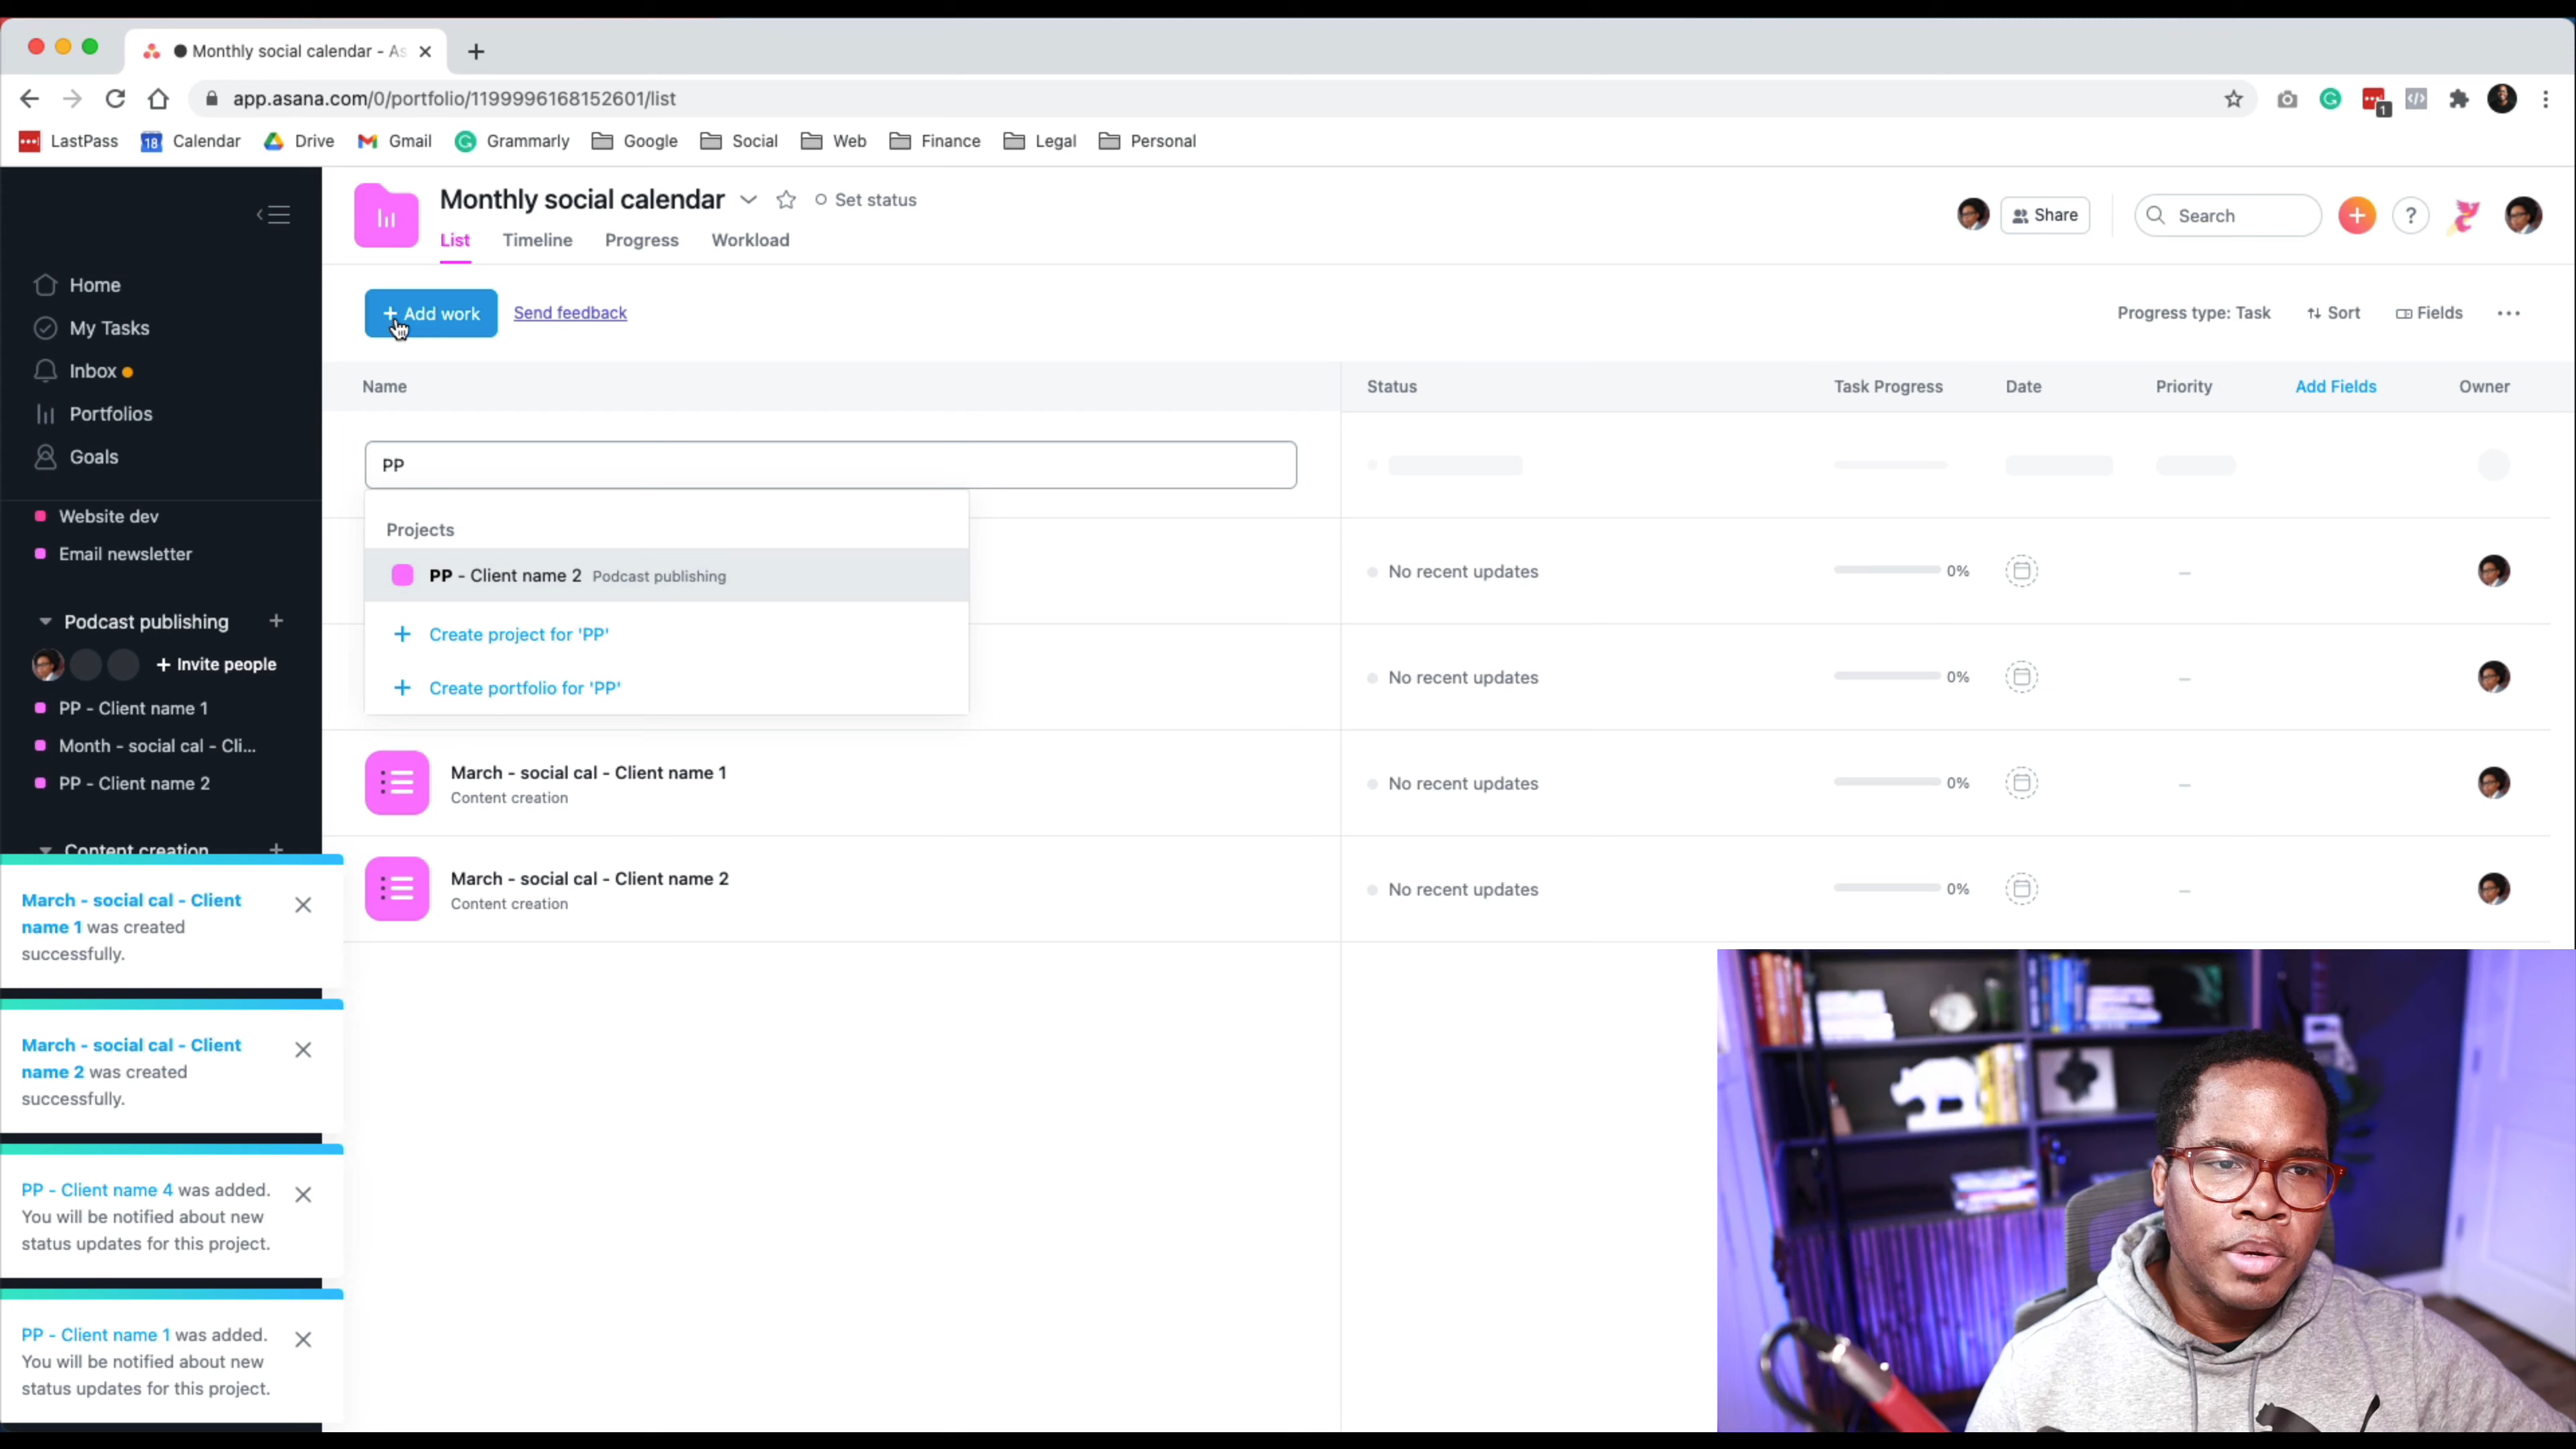 Monthly social calendar - As
app.asana.com/0/portfolio/1199996168152601/list
1
LastPass
18
Calendar
Drive
Gmail
Grammarly
Google
Social
Web
Finance
Legal
Personal
Monthly social calendar
Set status
Share
Search
?
List
Timeline
Progress
Workload
Home
My Tasks
Inbox
Portfolios
Goals
Website dev
Email newsletter
Podcast publishing
+ Invite people
PP - Client name 1
Month - social cal - Cli...
PP - Client name 2
Content creation
+ Add work
Send feedback
Progress type: Task
Sort
Fields
Name
Status
Task Progress
Date
Priority
Add Fields
Owner
PP
Projects
PP - Client name 2 Podcast publishing
+ Create project for 'PP'
+ Create portfolio for 'PP'
No recent updates
0%
–
No recent updates
0%
–
March - social cal - Client name 1
Content creation
No recent updates
0%
–
March - social cal - Client name 2
Content creation
No recent updates
0%
–
March - social cal - Client
name 1 was created
successfully.
March - social cal - Client
name 2 was created
successfully.
PP - Client name 4 was added.
You will be notified about new
status updates for this project.
PP - Client name 1 was added.
You will be notified about new
status updates for this project.